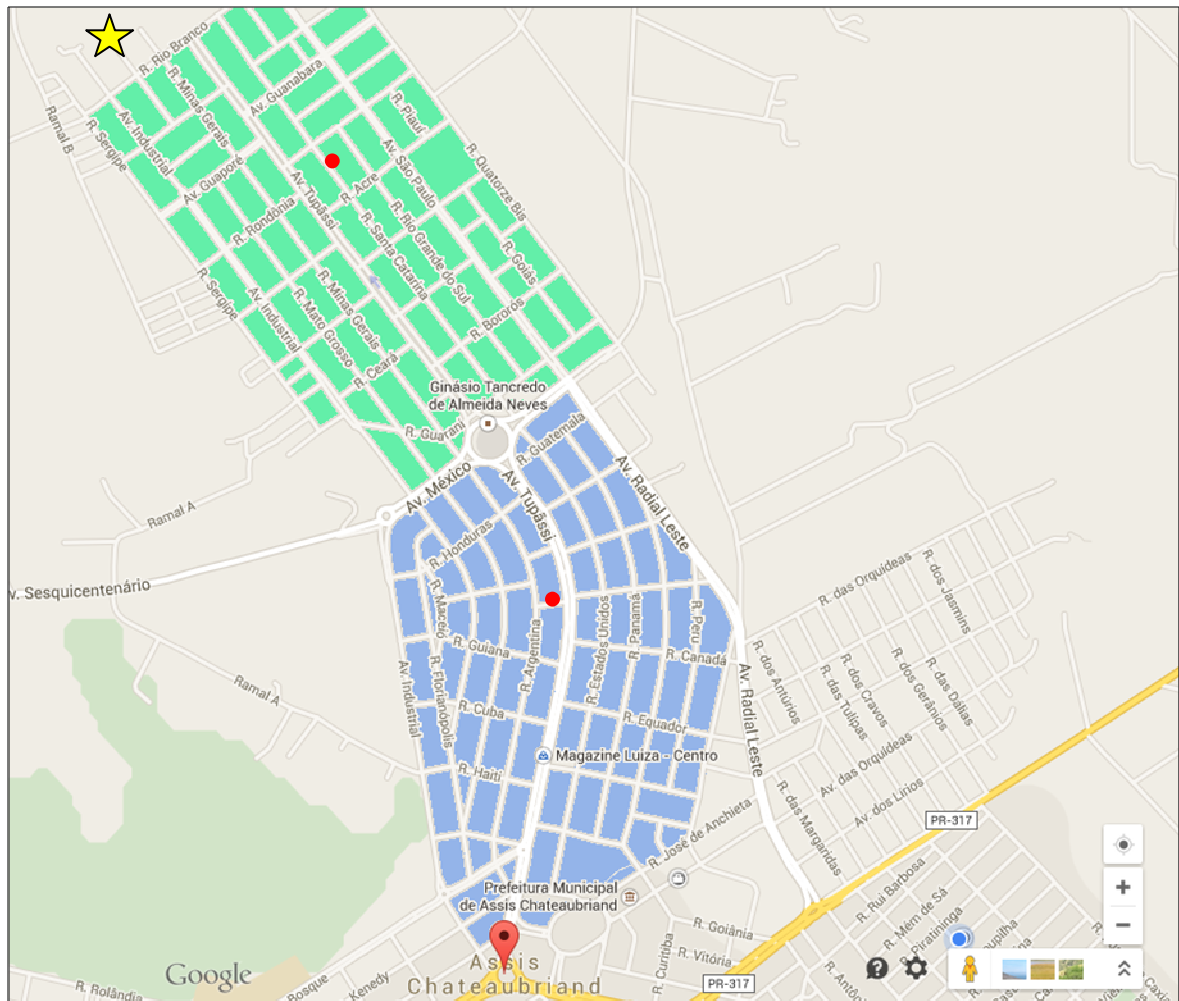 R. Rio Branco
R. Minas Gerais
Av. Guanabara
R. Piauí
Ramal B
R. Sergipe
Av. Industrial
Av. Guaporé
R. Quatorze Bis
Av. São Paulo
R. Acre
Av. Tupãssi
R. Rondônia
R. Santa Catarina
R. Rio Grande do Sul
R. Goiás
R. Sergipe
Av. Industrial
R. Minas Gerais
R. Mato Grosso
R. Bororós
R. Ceará
Ginásio Tancredo
de Almeida Neves
R. Guarani
R. Guatemala
Av. México
Av. Tupãssi
Av. Radial Leste
Ramal A
R. Honduras
v. Sesquicentenário
R. das Orquídeas
R. dos Jasmins
R. Maceió
R. Estados Unidos
R. Panamá
R. Peru
R. Argentina
R. Guiana
R. Canadá
R. dos Antúrios
R. dos Cravos
R. dos Gerânios
R. das Dálias
R. das Tulipas
Ramal A
Av. Industrial
R. Florianópolis
Av. Radial Leste
R. Cuba
R. Equador
Av. das Orquídeas
Magazine Luiza - Centro
R. Haiti
R. das Margaridas
Av. dos Lírios
R. José de Anchieta
PR-317
Prefeitura Municipal
de Assis Chateaubriand
R. Rui Barbosa
R. Mém de Sá
R. Piratininga
R. Goiânia
R. Vitória
R. Curitiba
Assis
Chateaubriand
Google
R. Rolândia
Kenedy
PR-317